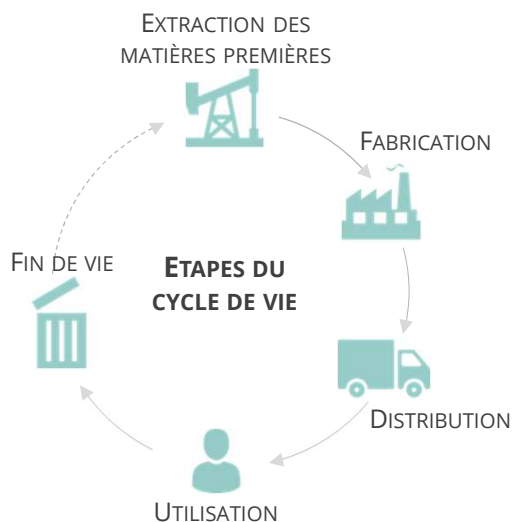 EXTRACTION DES
MATIÈRES PREMIÈRES
FABRICATION
FIN DE VIE
ETAPES DU
CYCLE DE VIE
DISTRIBUTION
UTILISATION